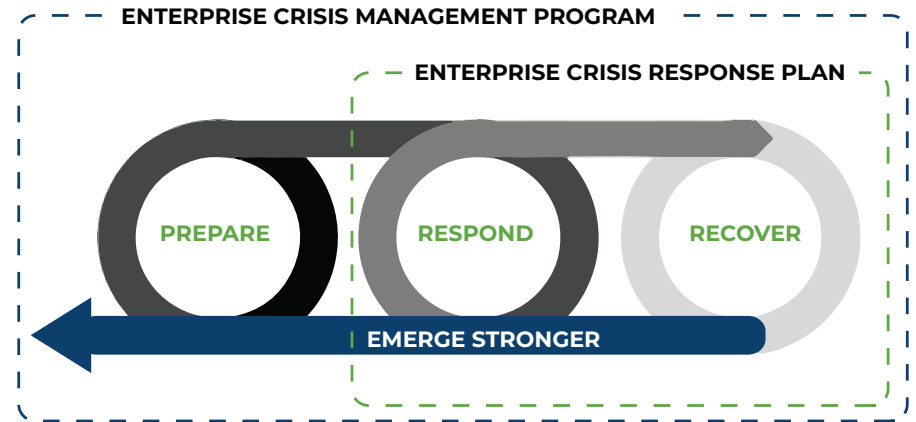 ENTERPRISE CRISIS MANAGEMENT PROGRAM
ENTERPRISE CRISIS RESPONSE PLAN
PREPARE
RESPOND
RECOVER
EMERGE STRONGER